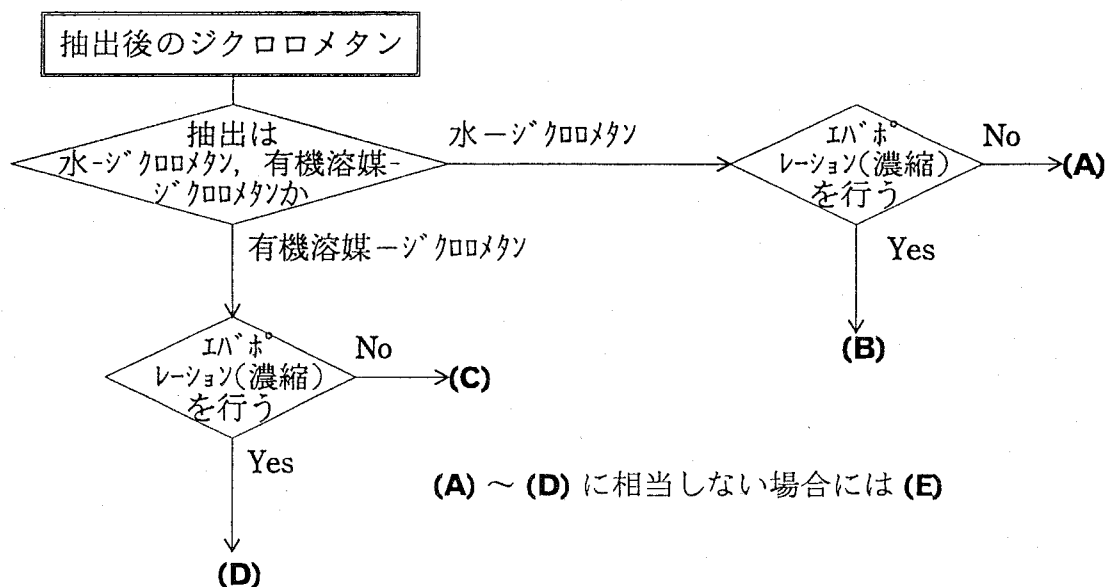 抽出後のジクロロメタン
抽出は
水-ジクロロメタン, 有機溶媒-
ジクロロメタンか
水－ジクロロメタン
エバポ
レーション(濃縮)
を行う
No
(A)
Yes
(B)
有機溶媒－ジクロロメタン
エバポ
レーション(濃縮)
を行う
No
(C)
Yes
(D)
(A) ～ (D) に相当しない場合には (E)